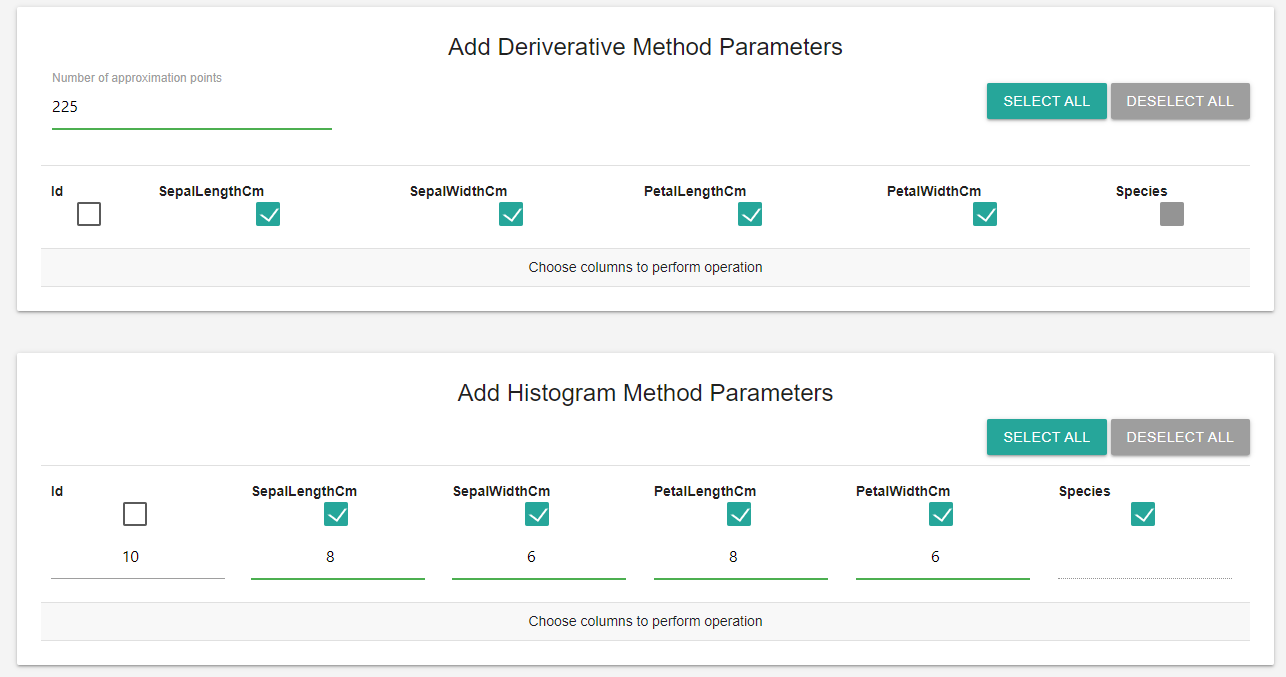 Add Deriverative Method Parameters
Number of approximation points
225
SELECT ALL DESELECT ALL
Id SepalLengthCm SepalWidthCm PetalLengthCm PetalWidthCm Species
Choose columns to perform operation
Add Histogram Method Parameters
SELECT ALL DESELECT ALL
Id SepalLengthCm SepalWidthCm PetalLengthCm PetalWidthCm Species
10 8 6 8 6
Choose columns to perform operation